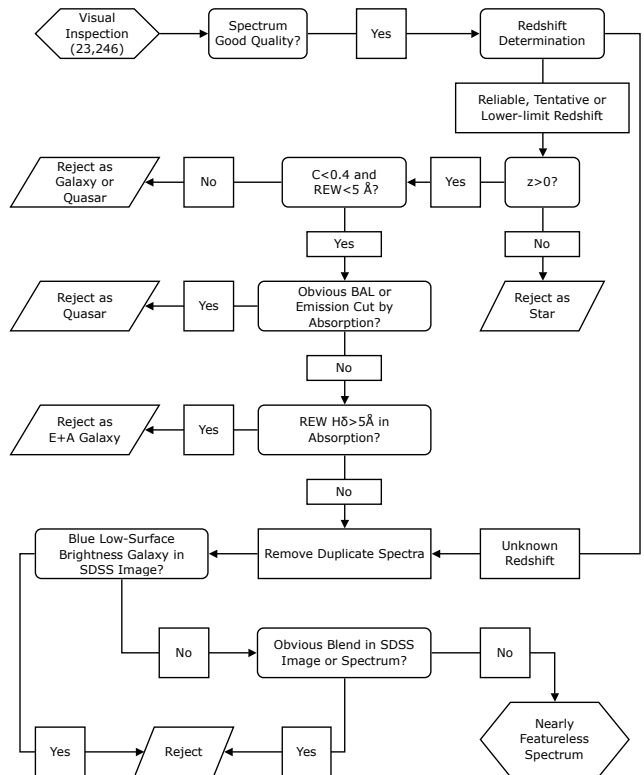 Visual
Inspection
(23,246)
Spectrum
Good Quality?
Yes
Redshift
Determination
Reliable, Tentative or
Lower-limit Redshift
Reject as
Galaxy or
Quasar
No
C<0.4 and
REW<5 Å?
Yes
z>0?
Yes
No
Reject as
Quasar
Yes
Obvious BAL or
Emission Cut by
Absorption?
Reject as
Star
No
Reject as
E+A Galaxy
Yes
REW Hδ>5Å in
Absorption?
No
Blue Low-Surface
Brightness Galaxy in
SDSS Image?
Remove Duplicate Spectra
Unknown
Redshift
No
Obvious Blend in SDSS
Image or Spectrum?
No
Yes
Reject
Yes
Nearly
Featureless
Spectrum